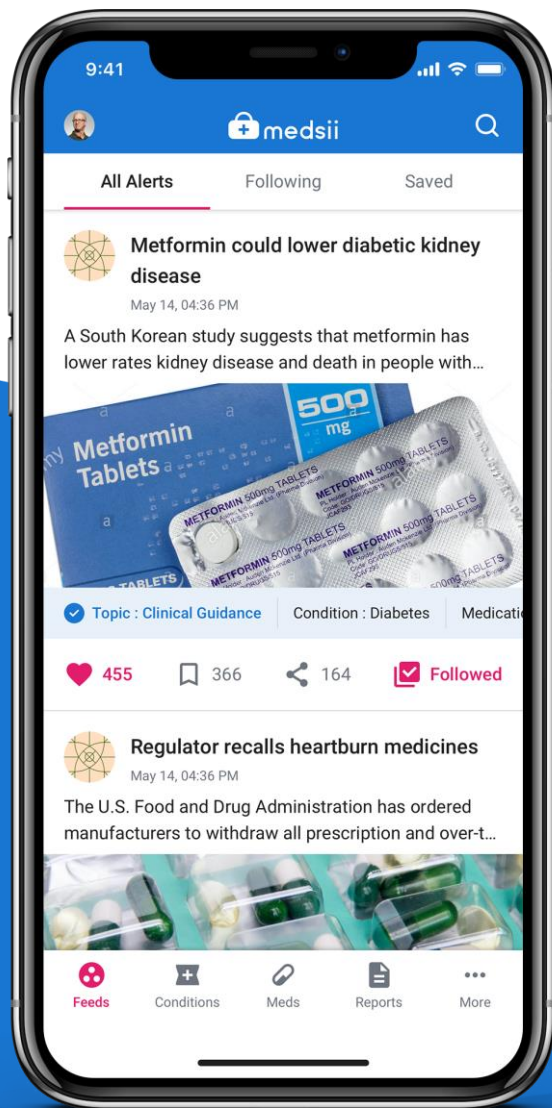 9:41
medsii
All Alerts Following Saved
Metformin could lower diabetic kidney
disease
May 14, 04:36 PM
A South Korean study suggests that metformin has
lower rates kidney disease and death in people with...
500
mg
Metformin
Tablets
TABLETS
METFORMIN 500mg TABLETS
METFORMIN 500mg TABLETS
METFORMIN 500mg TABLETS
METFORMIN 500mg TABLETS
Topic : Clinical Guidance Condition : Diabetes Medicati
455 366 164 Followed
Regulator recalls heartburn medicines
May 14, 04:36 PM
The U.S. Food and Drug Administration has ordered
manufacturers to withdraw all prescription and over-t...
Feeds Conditions Meds Reports More